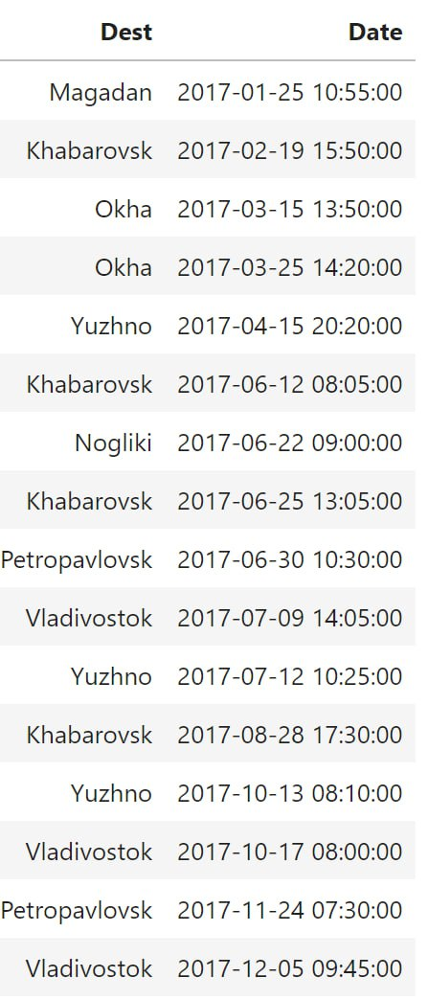 Dest Date
Magadan 2017-01-25 10:55:00
Khabarovsk 2017-02-19 15:50:00
Okha 2017-03-15 13:50:00
Okha 2017-03-25 14:20:00
Yuzhno 2017-04-15 20:20:00
Khabarovsk 2017-06-12 08:05:00
Nogliki 2017-06-22 09:00:00
Khabarovsk 2017-06-25 13:05:00
Petropavlovsk 2017-06-30 10:30:00
Vladivostok 2017-07-09 14:05:00
Yuzhno 2017-07-12 10:25:00
Khabarovsk 2017-08-28 17:30:00
Yuzhno 2017-10-13 08:10:00
Vladivostok 2017-10-17 08:00:00
Petropavlovsk 2017-11-24 07:30:00
Vladivostok 2017-12-05 09:45:00